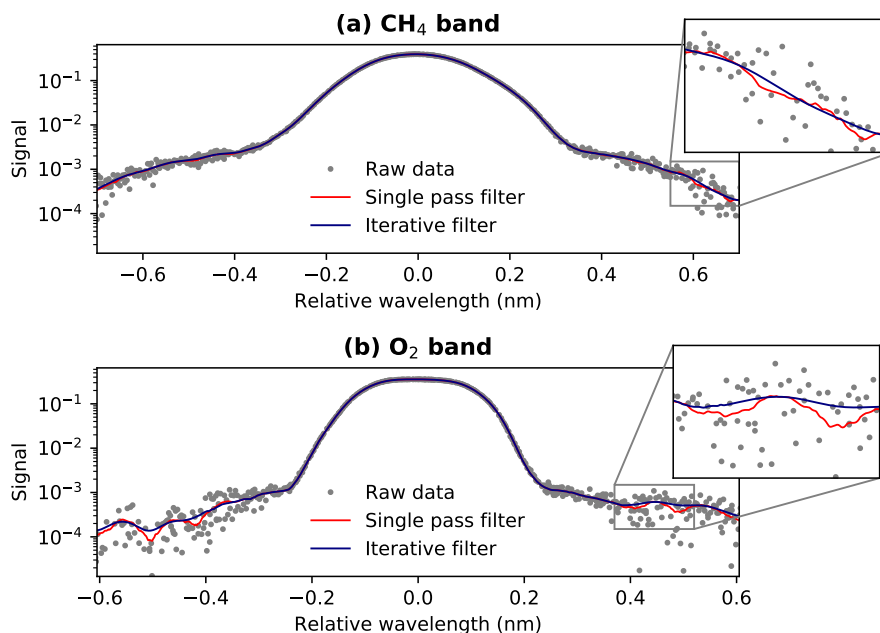 (a) CH₄ band
10⁻¹
10⁻²
10⁻³
10⁻⁴
Signal
Raw data
Single pass filter
Iterative filter
−0.6 −0.4 −0.2 0.0 0.2 0.4 0.6
Relative wavelength (nm)
(b) O₂ band
10⁻¹
10⁻²
10⁻³
10⁻⁴
Signal
Raw data
Single pass filter
Iterative filter
−0.6 −0.4 −0.2 0.0 0.2 0.4 0.6
Relative wavelength (nm)